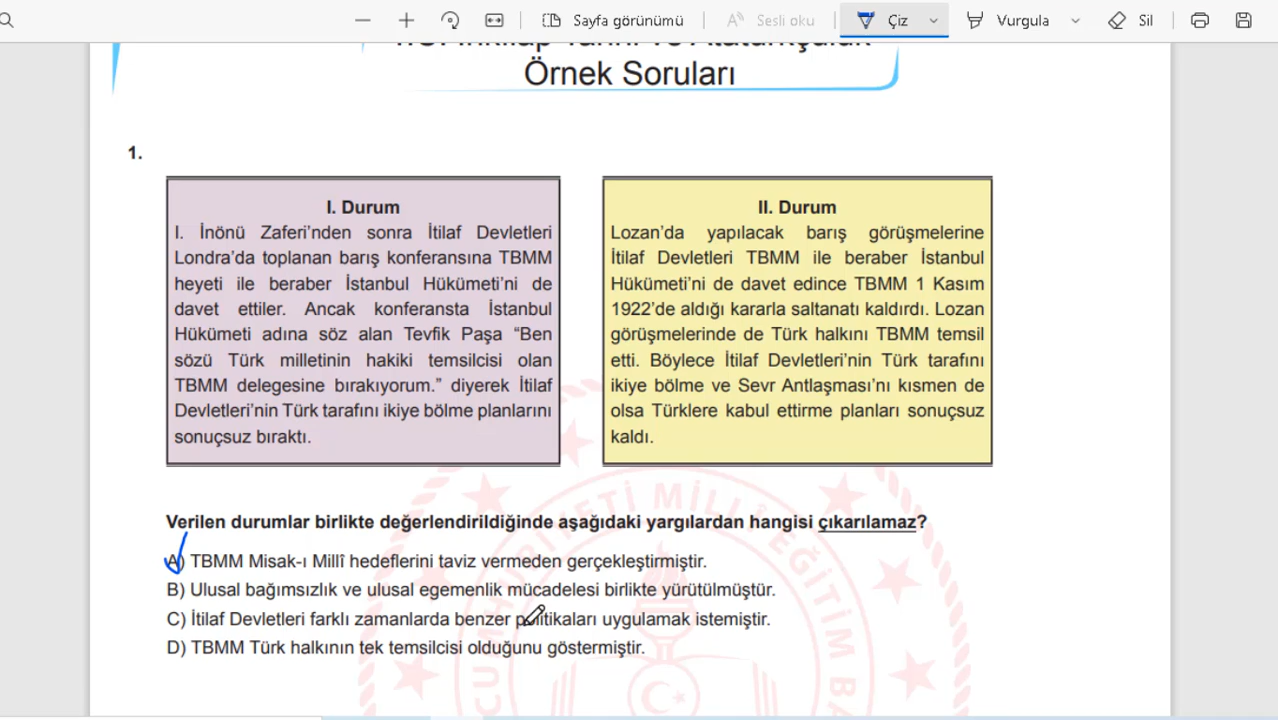 Sayfa görünümü
Sesli oku
Çiz
Vurgula
Sil
Örnek Soruları
1.
I. Durum
I. İnönü Zaferi’nden sonra İtilaf Devletleri
Londra’da toplanan barış konferansına TBMM
heyeti ile beraber İstanbul Hükümeti’ni de
davet ettiler. Ancak konferansta İstanbul
Hükümeti adına söz alan Tevfik Paşa “Ben
sözü Türk milletinin hakiki temsilcisi olan
TBMM delegesine bırakıyorum.” diyerek İtilaf
Devletleri’nin Türk tarafını ikiye bölme planlarını
sonuçsuz bıraktı.
II. Durum
Lozan’da yapılacak barış görüşmelerine
İtilaf Devletleri TBMM ile beraber İstanbul
Hükümeti’ni de davet edince TBMM 1 Kasım
1922’de aldığı kararla saltanatı kaldırdı. Lozan
görüşmelerinde de Türk halkını TBMM temsil
etti. Böylece İtilaf Devletleri’nin Türk tarafını
ikiye bölme ve Sevr Antlaşması’nı kısmen de
olsa Türklere kabul ettirme planları sonuçsuz
kaldı.
Verilen durumlar birlikte değerlendirildiğinde aşağıdaki yargılardan hangisi çıkarılamaz?
A) TBMM Misak-ı Millî hedeflerini taviz vermeden gerçekleştirmiştir.
B) Ulusal bağımsızlık ve ulusal egemenlik mücadelesi birlikte yürütülmüştür.
C) İtilaf Devletleri farklı zamanlarda benzer politikaları uygulamak istemiştir.
D) TBMM Türk halkının tek temsilcisi olduğunu göstermiştir.